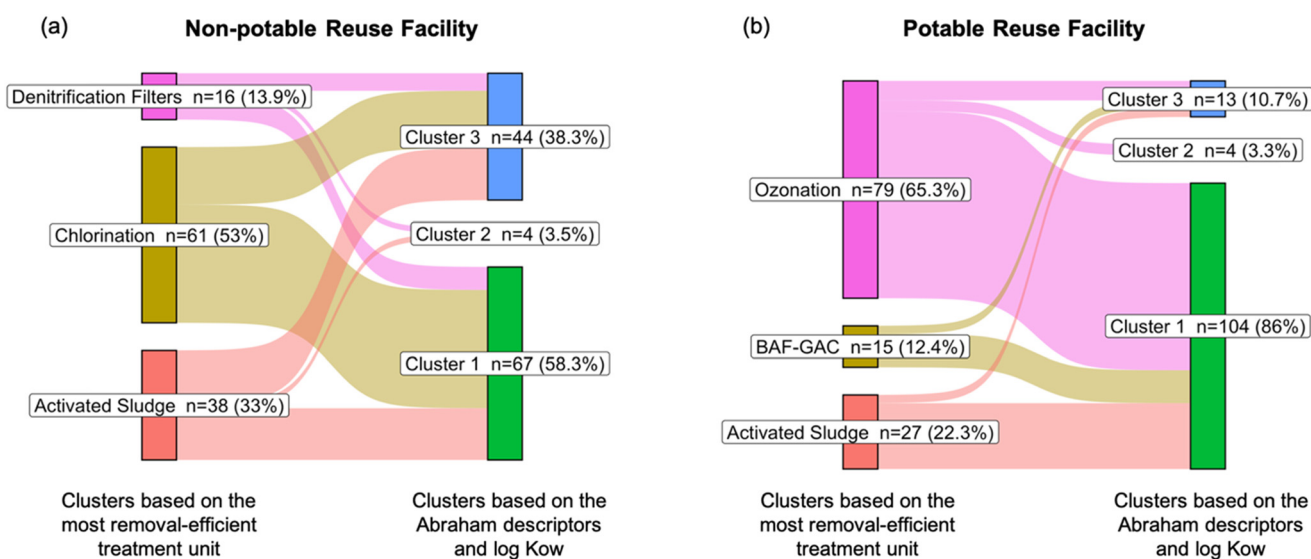 (a)
Non-potable Reuse Facility
Denitrification Filters n=16 (13.9%)
Chlorination n=61 (53%)
Activated Sludge n=38 (33%)
Cluster 3 n=44 (38.3%)
Cluster 2 n=4 (3.5%)
Cluster 1 n=67 (58.3%)
Clusters based on the
most removal-efficient
treatment unit
Clusters based on the
Abraham descriptors
and log Kow
(b)
Potable Reuse Facility
Ozonation n=79 (65.3%)
BAF-GAC n=15 (12.4%)
Activated Sludge n=27 (22.3%)
Cluster 3 n=13 (10.7%)
Cluster 2 n=4 (3.3%)
Cluster 1 n=104 (86%)
Clusters based on the
most removal-efficient
treatment unit
Clusters based on the
Abraham descriptors
and log Kow